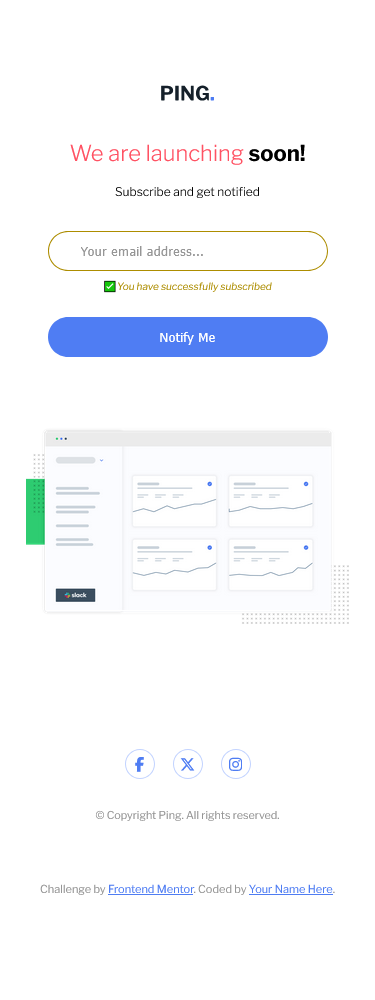 PING.
We are launching soon!
Subscribe and get notified
Your email address...
✅ You have successfully subscribed
Notify Me
slack
© Copyright Ping. All rights reserved.
Challenge by Frontend Mentor. Coded by Your Name Here.